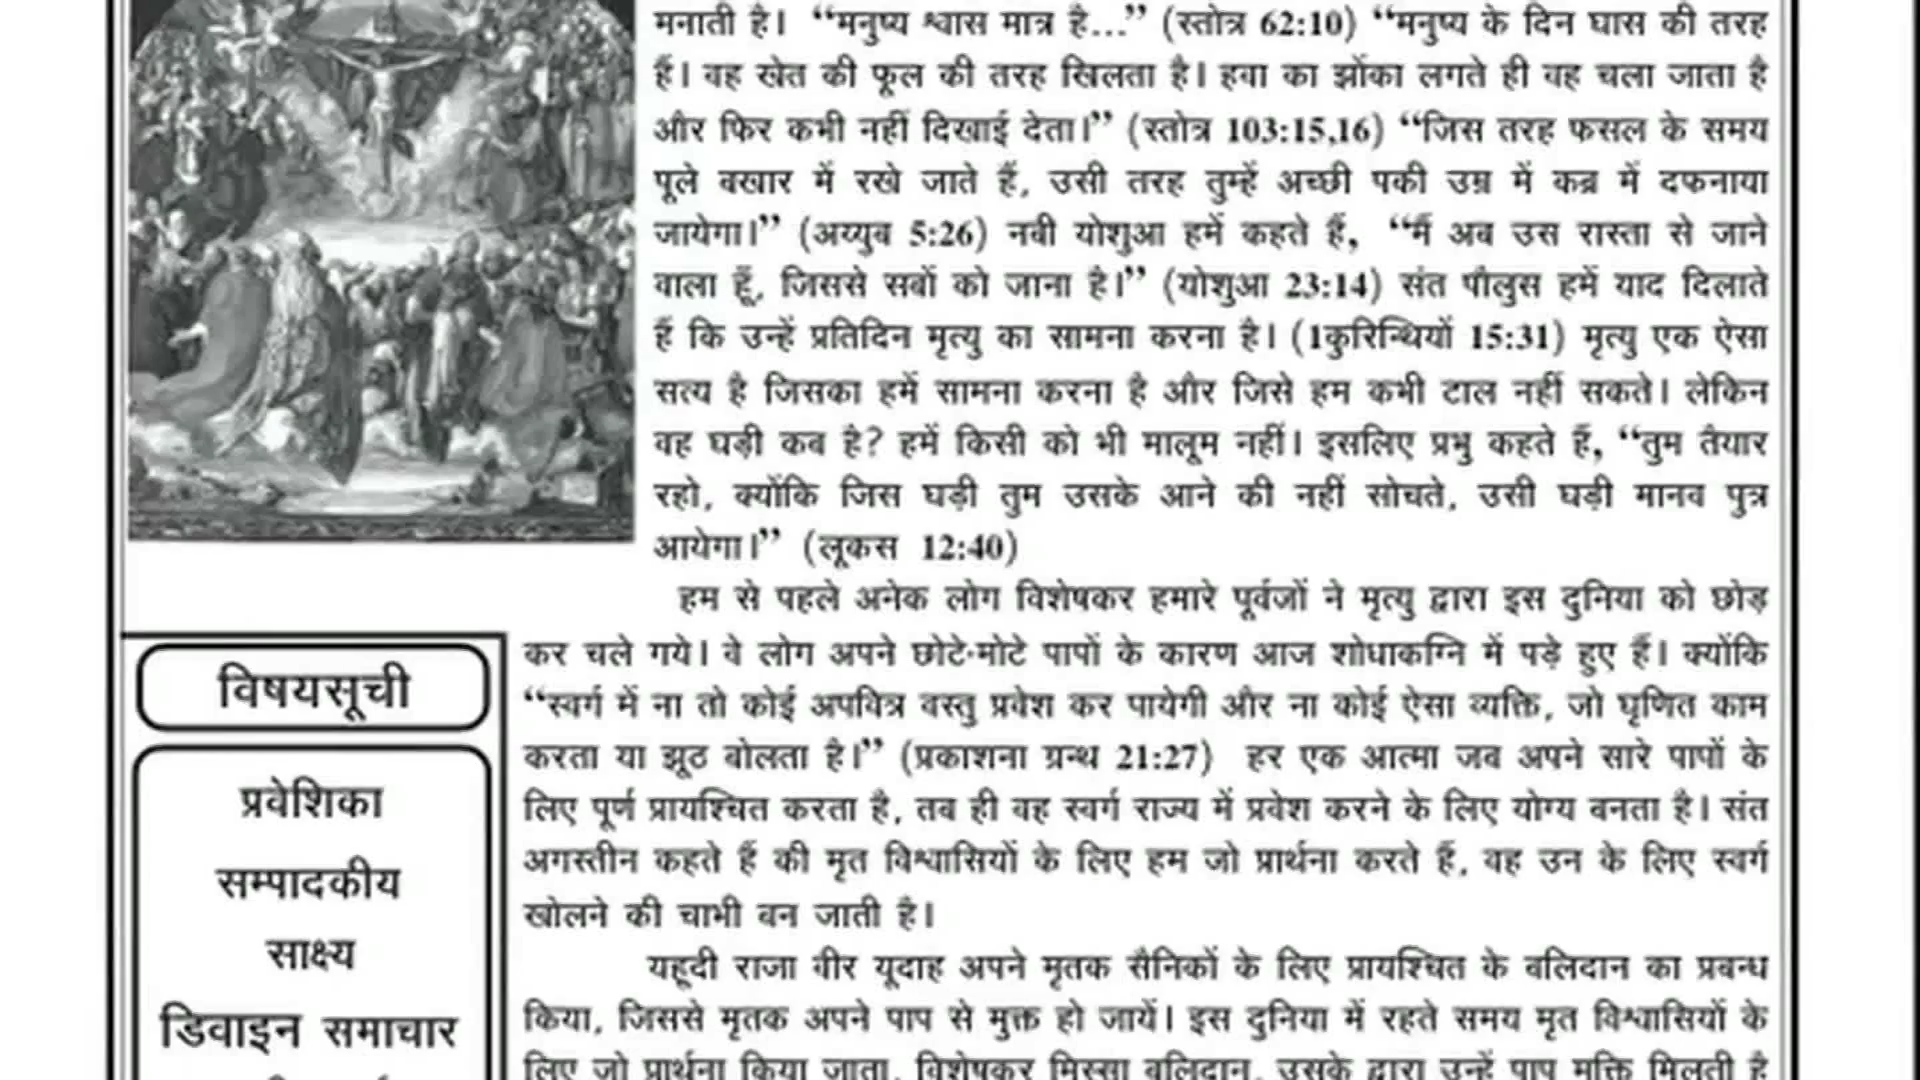 मनाती है। “मनुष्य श्वास मात्र है...” (स्तोत्र 62:10) “मनुष्य के दिन घास की तरह
हैं। वह खेत की फूल की तरह खिलता है। हवा का झोंका लगते ही वह चला जाता है
और फिर कभी नहीं दिखाई देता।” (स्तोत्र 103:15,16) “जिस तरह फसल के समय
पूले बखार में रखे जाते हैं, उसी तरह तुम्हें अच्छी पकी उम्र में कब्र में दफनाया
जायेगा।” (अय्युब 5:26) नबी योशुआ हमें कहते हैं, “मैं अब उस रास्ता से जाने
वाला हूँ, जिससे सबों को जाना है।” (योशुआ 23:14) संत पौलुस हमें याद दिलाते
हैं कि उन्हें प्रतिदिन मृत्यु का सामना करना है। (1कुरिन्थियों 15:31) मृत्यु एक ऐसा
सत्य है जिसका हमें सामना करना है और जिसे हम कभी टाल नहीं सकते। लेकिन
वह घड़ी कब है? हमें किसी को भी मालूम नहीं। इसलिए प्रभु कहते हैं, “तुम तैयार
रहो, क्योंकि जिस घड़ी तुम उसके आने की नहीं सोचते, उसी घड़ी मानव पुत्र
आयेगा।” (लूकस 12:40)
हम से पहले अनेक लोग विशेषकर हमारे पूर्वजों ने मृत्यु द्वारा इस दुनिया को छोड़
कर चले गये। वे लोग अपने छोटे-मोटे पापों के कारण आज शोधाकग्नि में पड़े हुए हैं। क्योंकि
“स्वर्ग में ना तो कोई अपवित्र वस्तु प्रवेश कर पायेगी और ना कोई ऐसा व्यक्ति, जो घृणित काम
करता या झूठ बोलता है।” (प्रकाशना ग्रन्थ 21:27) हर एक आत्मा जब अपने सारे पापों के
लिए पूर्ण प्रायश्चित करता है, तब ही वह स्वर्ग राज्य में प्रवेश करने के लिए योग्य बनता है। संत
अगस्तीन कहते हैं की मृत विश्वासियों के लिए हम जो प्रार्थना करते हैं, वह उन के लिए स्वर्ग
खोलने की चाभी बन जाती है।
यहूदी राजा वीर यूदाह अपने मृतक सैनिकों के लिए प्रायश्चित के बलिदान का प्रबन्ध
किया, जिससे मृतक अपने पाप से मुक्त हो जायें। इस दुनिया में रहते समय मृत विश्वासियों के
लिए जो प्रार्थना किया जाता, विशेषकर मिस्सा बलिदान, उसके द्वारा उन्हें पाप मुक्ति मिलती है
विषयसूची
प्रवेशिका
सम्पादकीय
साक्ष्य
डिवाइन समाचार